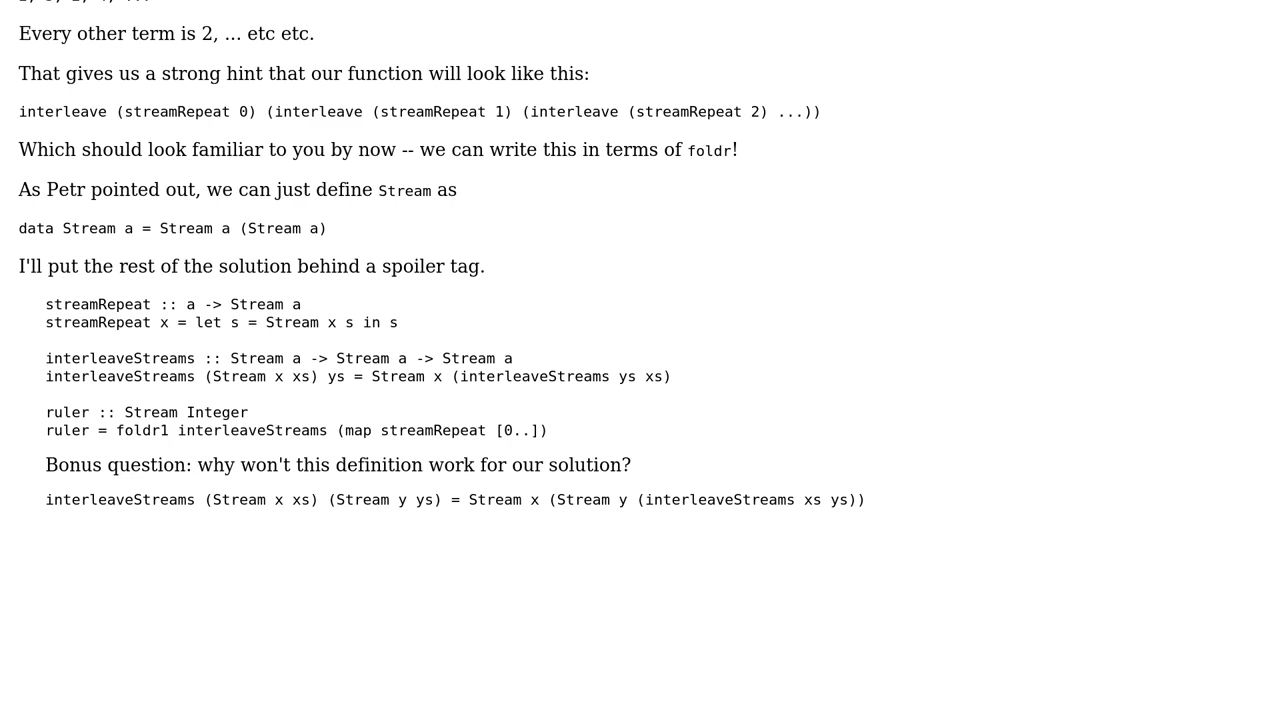 Every other term is 2, ... etc etc.
That gives us a strong hint that our function will look like this:
interleave (streamRepeat 0) (interleave (streamRepeat 1) (interleave (streamRepeat 2) ...))
Which should look familiar to you by now -- we can write this in terms of foldr!
As Petr pointed out, we can just define Stream as
data Stream a = Stream a (Stream a)
I'll put the rest of the solution behind a spoiler tag.
streamRepeat :: a -> Stream a
streamRepeat x = let s = Stream x s in s
interleaveStreams :: Stream a -> Stream a -> Stream a
interleaveStreams (Stream x xs) ys = Stream x (interleaveStreams ys xs)
ruler :: Stream Integer
ruler = foldr1 interleaveStreams (map streamRepeat [0..])
Bonus question: why won't this definition work for our solution?
interleaveStreams (Stream x xs) (Stream y ys) = Stream x (Stream y (interleaveStreams xs ys))